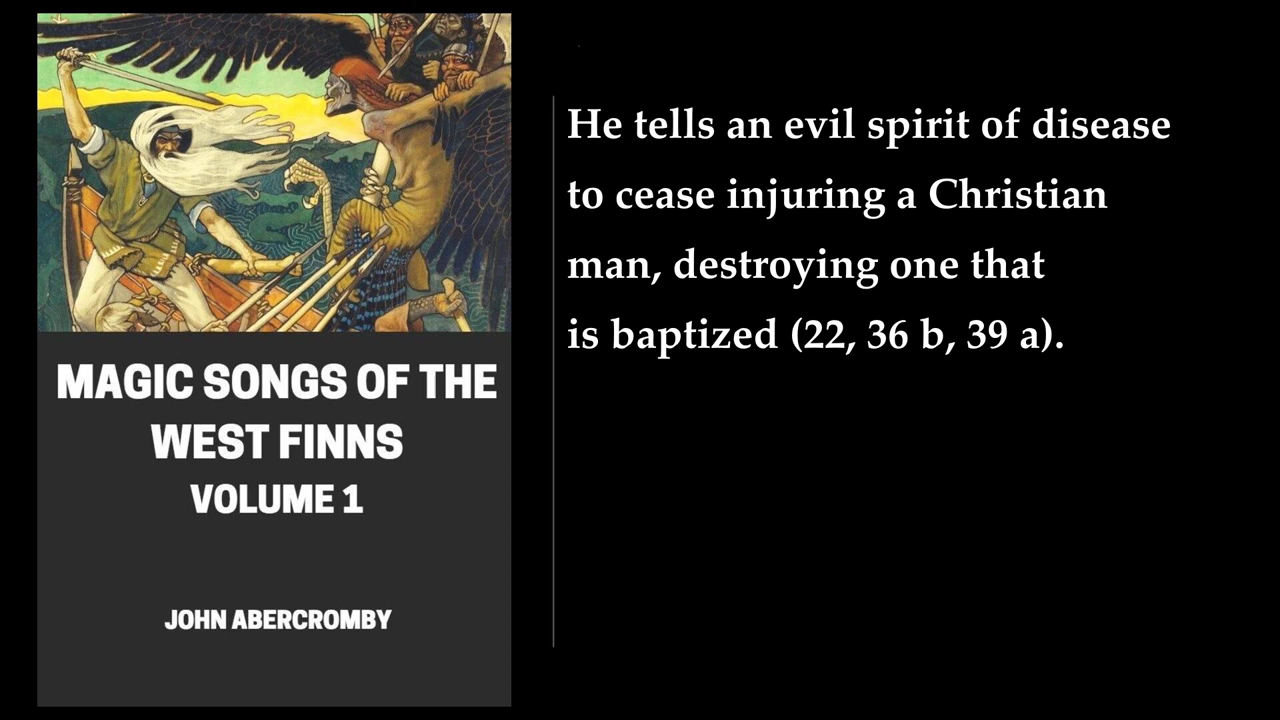 MAGIC SONGS OF THE
WEST FINNS
VOLUME 1
JOHN ABERCROMBY
He tells an evil spirit of disease
to cease injuring a Christian
man, destroying one that
is baptized (22, 36 b, 39 a).